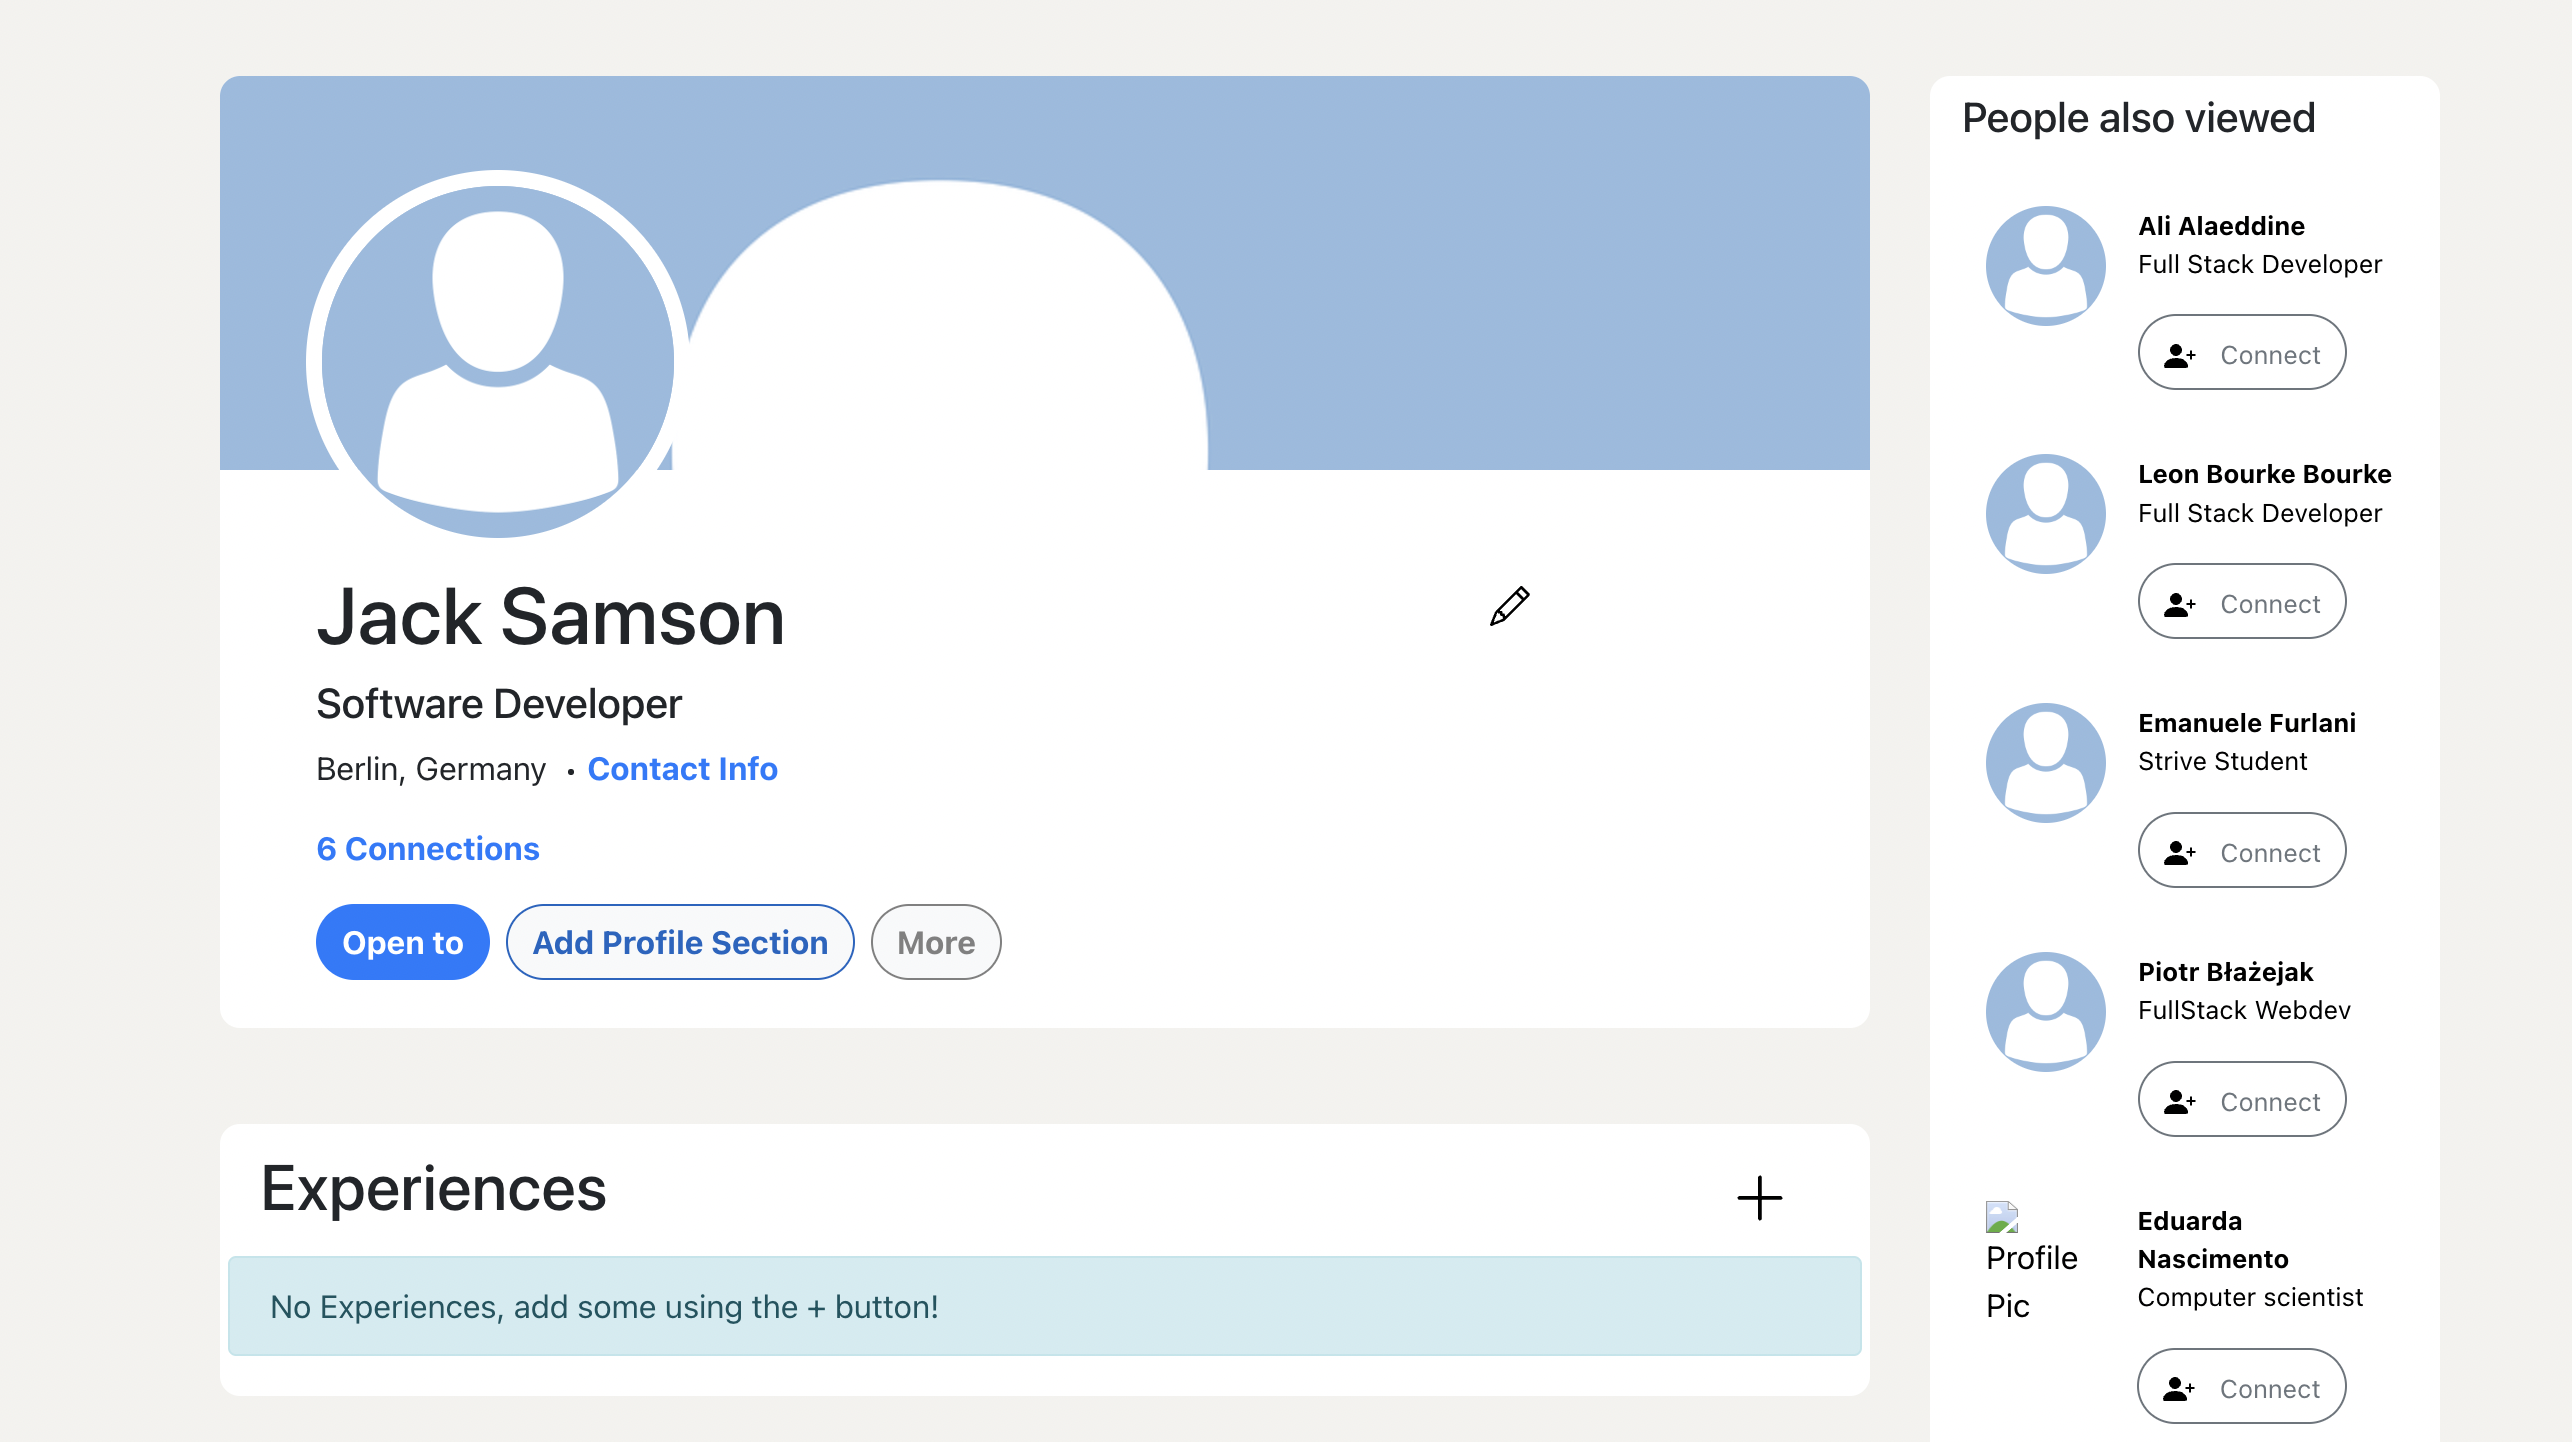 Jack Samson
Software Developer
Berlin, Germany • Contact Info
6 Connections
Open to
Add Profile Section
More
Experiences
No Experiences, add some using the + button!
People also viewed
Ali Alaeddine
Full Stack Developer
Connect
Leon Bourke Bourke
Full Stack Developer
Connect
Emanuele Furlani
Strive Student
Connect
Piotr Błażejak
FullStack Webdev
Connect
Profile
Pic
Eduarda
Nascimento
Computer scientist
Connect